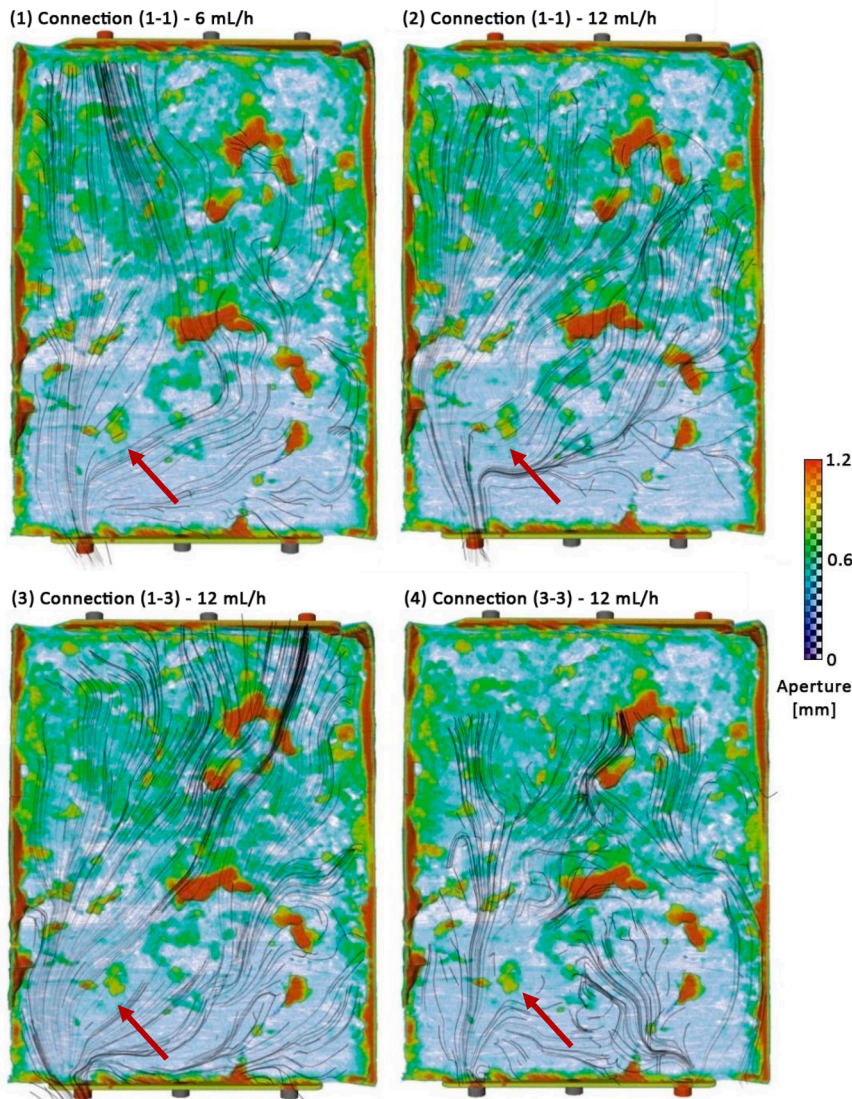 (1) Connection (1-1) - 6 mL/h
(2) Connection (1-1) - 12 mL/h
1.2
0.6
0
Aperture
[mm]
(3) Connection (1-3) - 12 mL/h
(4) Connection (3-3) - 12 mL/h